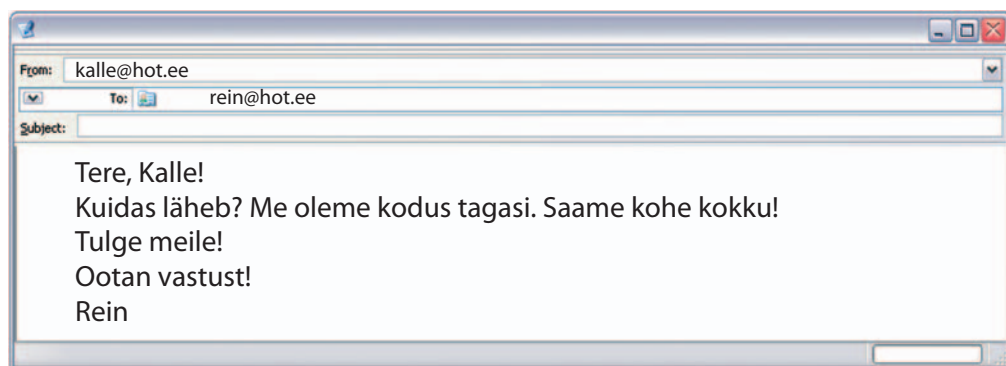 From: kalle@hot.ee
To: rein@hot.ee
Subject:
Tere, Kalle!
Kuidas läheb? Me oleme kodus tagasi. Saame kohe kokku!
Tulge meile!
Ootan vastust!
Rein